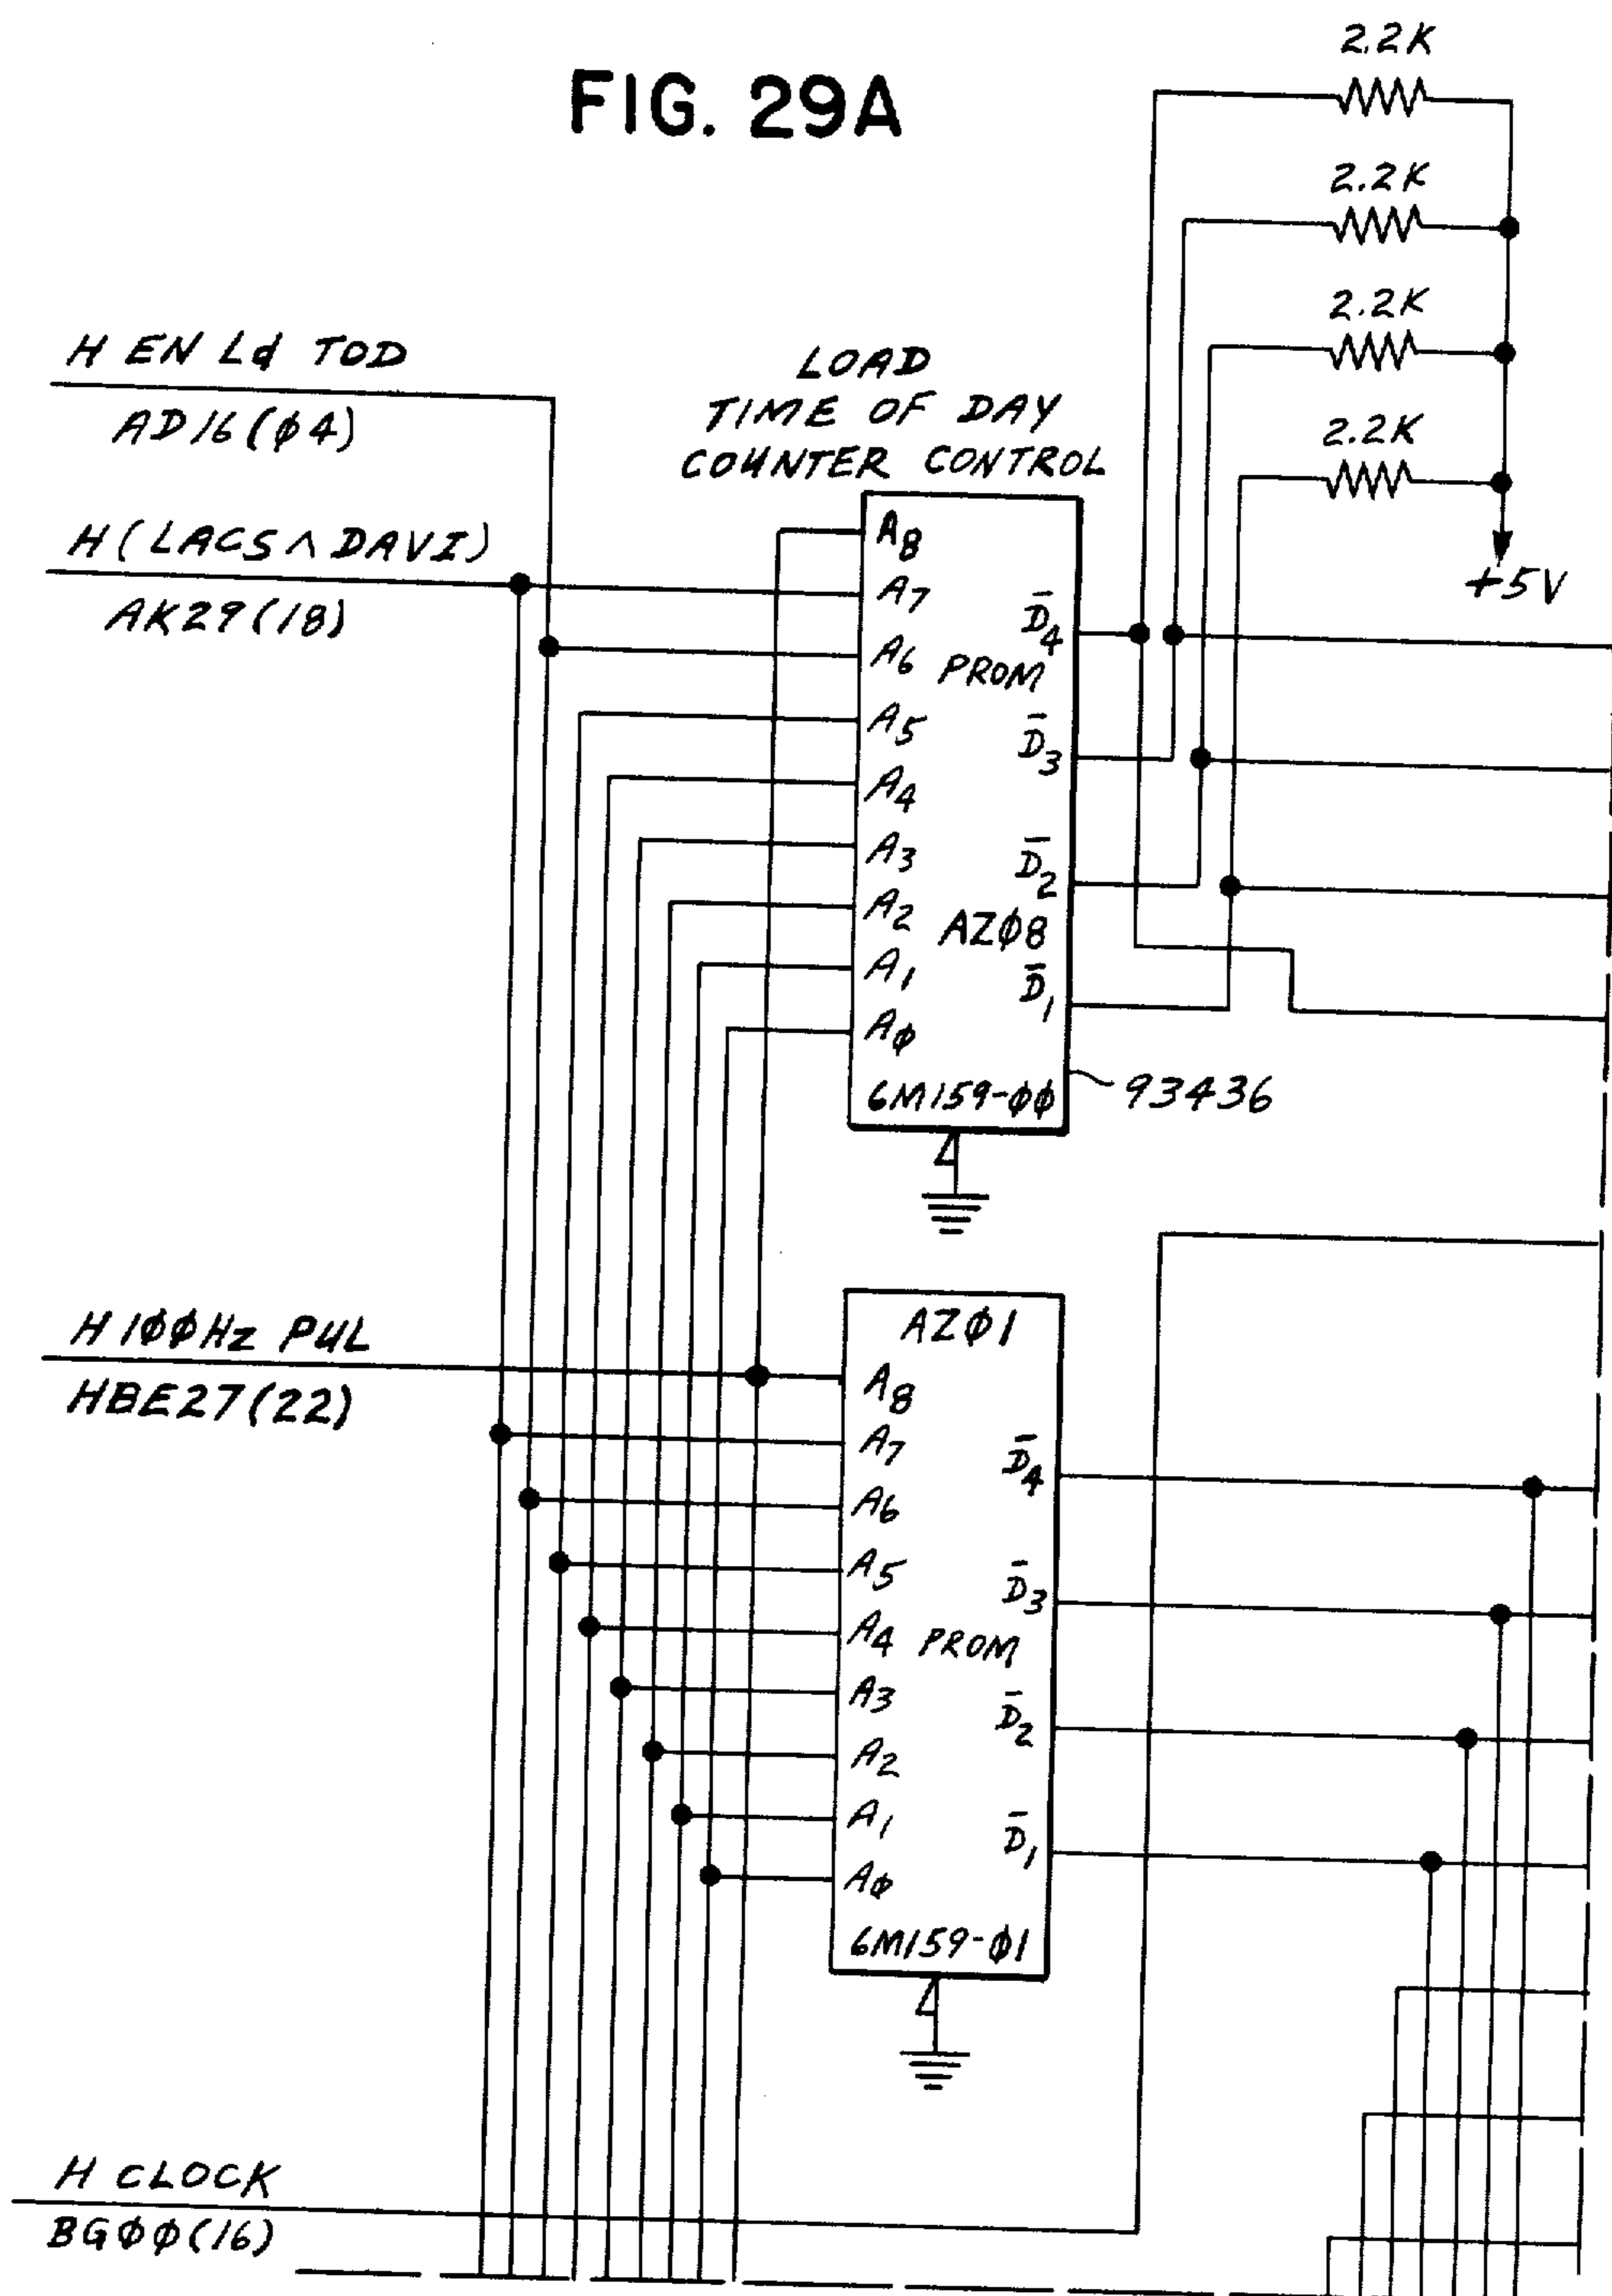 FIG. 29A
2.2K
2.2K
2.2K
2.2K
+5V
H EN Ld TOD
AD16(ϕ4)
H(LACS∧DAVI)
AK29(18)
LOAD
TIME OF DAY
COUNTER CONTROL
A8
A7
A6
A5
A4
A3
A2
A1
Aϕ
D̄4
PROM
D̄3
D̄2
AZϕ8
D̄1
6M159-ϕϕ
93436
H 1ϕϕHz PUL
HBE27(22)
AZϕ1
A8
A7
A6
A5
A4
A3
A2
A1
Aϕ
D̄4
D̄3
PROM
D̄2
D̄1
6M159-ϕ1
H CLOCK
BGϕϕ(16)